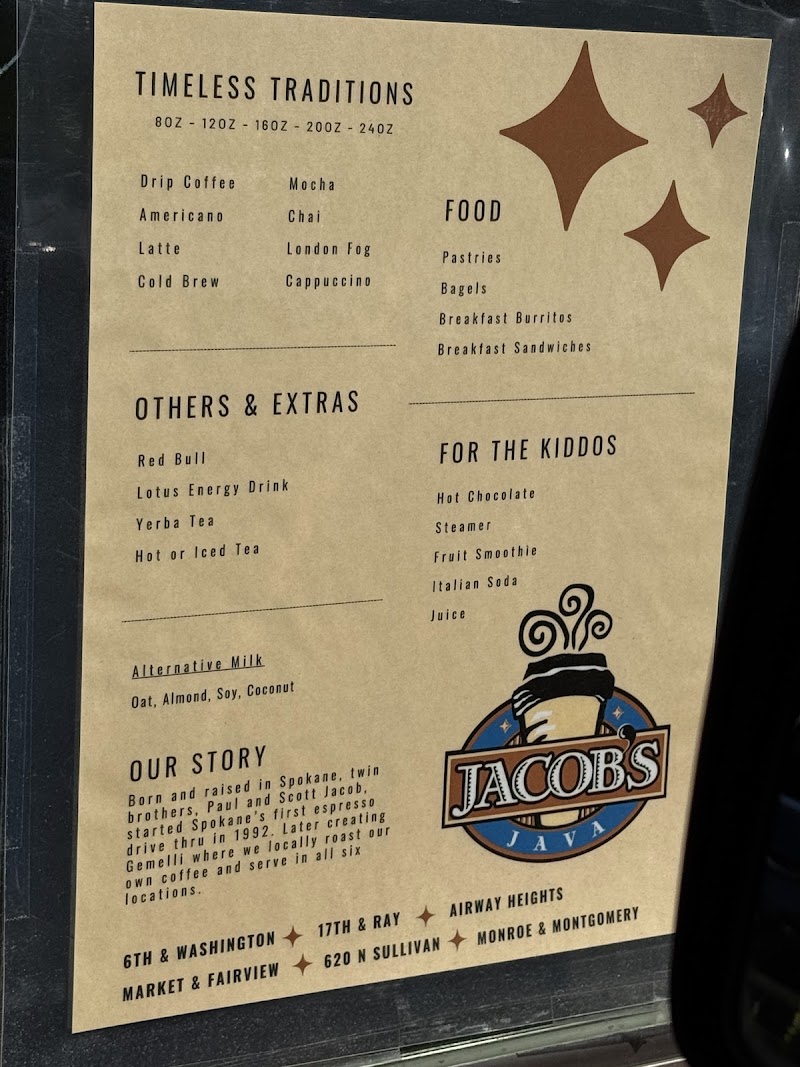 TIMELESS TRADITIONS
8OZ - 12OZ - 16OZ - 20OZ - 24OZ
Drip Coffee
Americano
Latte
Cold Brew
Mocha
Chai
London Fog
Cappuccino
OTHERS & EXTRAS
Red Bull
Lotus Energy Drink
Yerba Tea
Hot or Iced Tea
Alternative Milk
Oat, Almond, Soy, Coconut
OUR STORY
Born and raised in Spokane, twin
brothers, Paul and Scott Jacob,
started Spokane's first espresso
drive thru in 1992. Later creating
Gemelli where we locally roast our
own coffee and serve in all six
locations.
FOOD
Pastries
Bagels
Breakfast Burritos
Breakfast Sandwiches
FOR THE KIDDOS
Hot Chocolate
Steamer
Fruit Smoothie
Italian Soda
Juice
JACOB'S
JAVA
6TH & WASHINGTON 17TH & RAY AIRWAY HEIGHTS
MARKET & FAIRVIEW 620 N SULLIVAN MONROE & MONTGOMERY